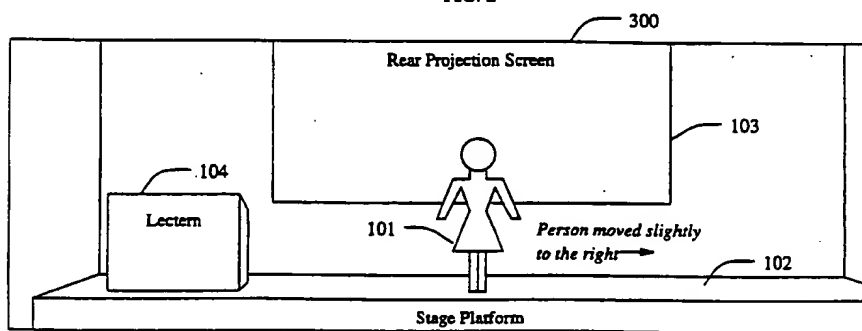 300
Rear Projection Screen
103
104
Lectern
101
Person moved slightly
to the right
102
Stage Platform